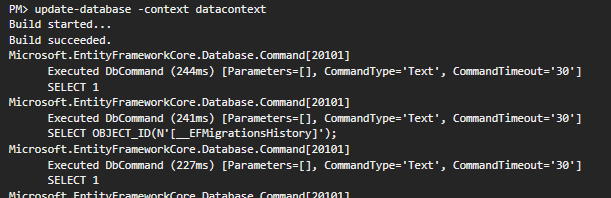 PM> update-database -context datacontext
Build started...
Build succeeded.
Microsoft.EntityFrameworkCore.Database.Command[20101]
      Executed DbCommand (244ms) [Parameters=[], CommandType='Text', CommandTimeout='30']
      SELECT 1
Microsoft.EntityFrameworkCore.Database.Command[20101]
      Executed DbCommand (241ms) [Parameters=[], CommandType='Text', CommandTimeout='30']
      SELECT OBJECT_ID(N'[__EFMigrationsHistory]');
Microsoft.EntityFrameworkCore.Database.Command[20101]
      Executed DbCommand (227ms) [Parameters=[], CommandType='Text', CommandTimeout='30']
      SELECT 1
Microsoft.EntityFrameworkCore.Database.Command[20101]